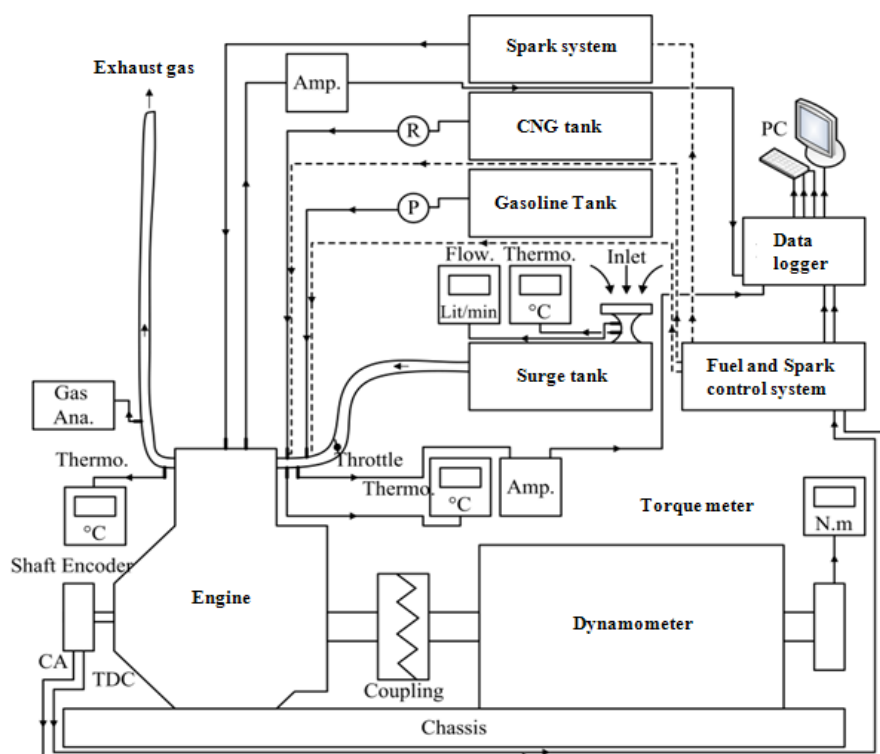 Spark system
Exhaust gas
Amp.
CNG tank
PC
R
Gasoline Tank
P
Data
logger
Flow.
Thermo.
Inlet
Lit/min
°C
Surge tank
Fuel and Spark
control system
Gas
Ana.
Throttle
Thermo.
Thermo.
°C
Amp.
°C
Torque meter
N.m
Shaft Encoder
Engine
Dynamometer
CA
TDC
Coupling
Chassis